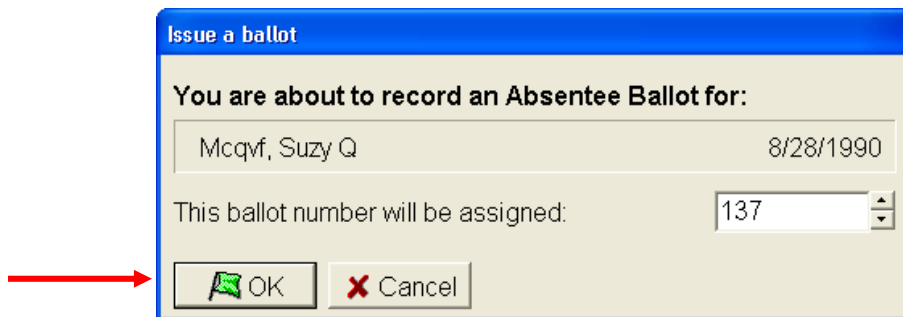 Issue a ballot
You are about to record an Absentee Ballot for:
Mcqvf, Suzy Q 8/28/1990
This ballot number will be assigned: 137
OK Cancel